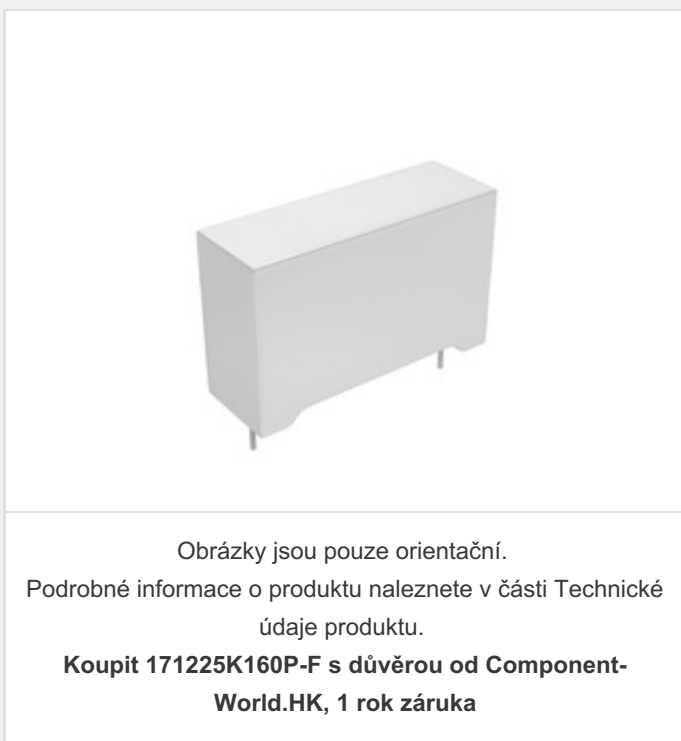 Obrázky jsou pouze orientační.
Podrobné informace o produktu naleznete v části Technické
údaje produktu.
Koupit 171225K160P-F s důvěrou od Component-
World.HK, 1 rok záruka